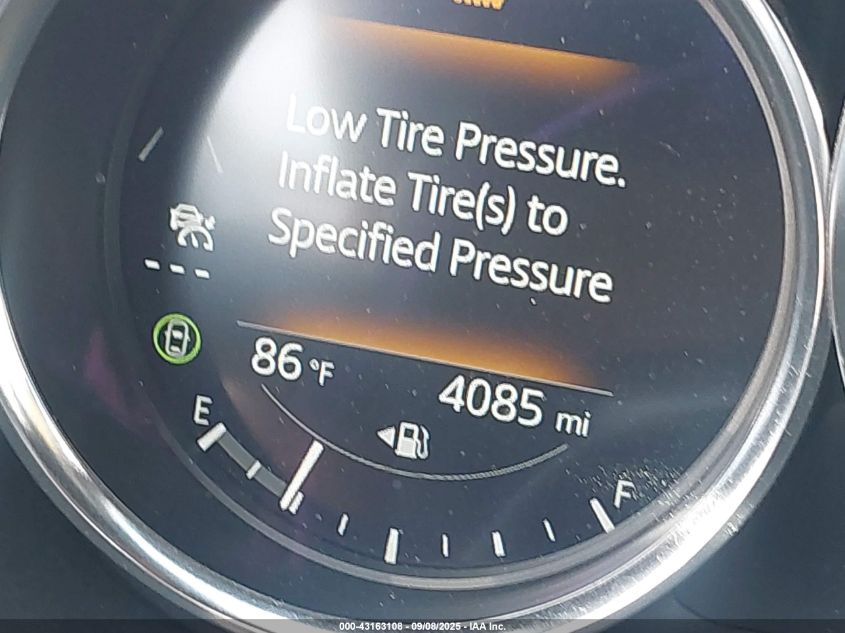 Low Tire Pressure.
Inflate Tire(s) to
Specified Pressure
86 °F
4085 mi
E
F
000-43163108 - 09/08/2025 - IAA Inc.